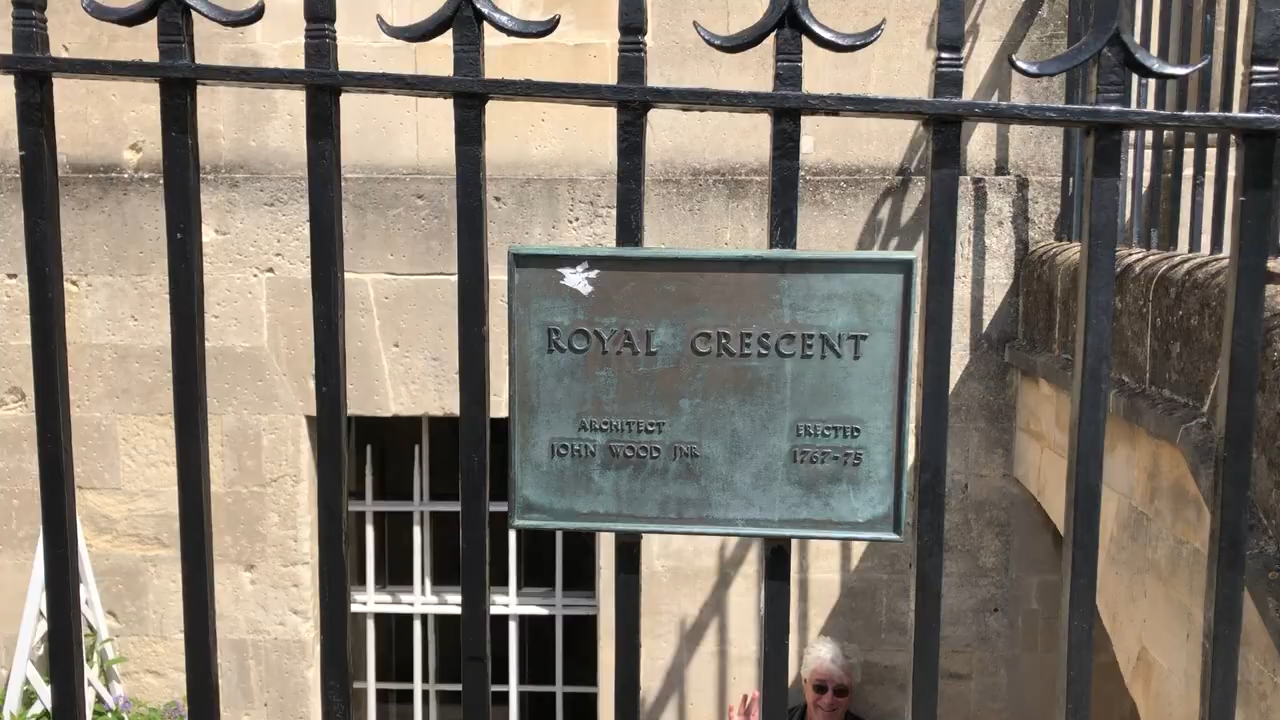 ROYAL CRESCENT
ARCHITECT
JOHN WOOD JNR
ERECTED
1767-75